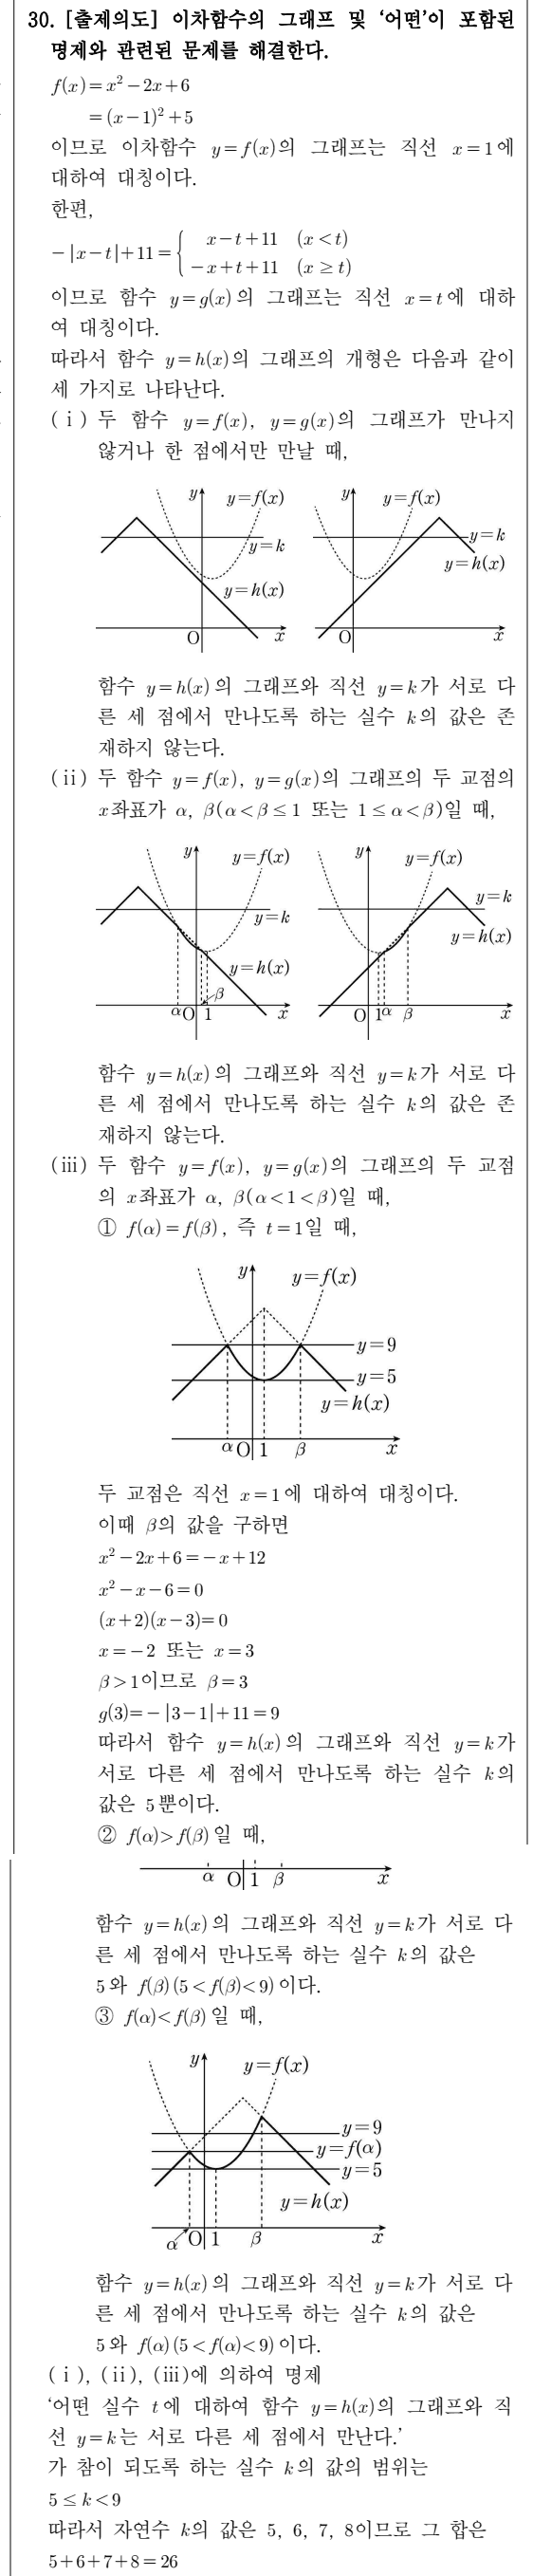 30. [출제의도] 이차함수의 그래프 및 ‘어떤’이 포함된
명제와 관련된 문제를 해결한다.
f(x)=x²-2x+6
=(x-1)²+5
이므로 이차함수 y=f(x)의 그래프는 직선 x=1에
대하여 대칭이다.
한편,
-|x-t|+11={ x-t+11 (x<t)
-x+t+11 (x≥t)
이므로 함수 y=g(x)의 그래프는 직선 x=t에 대하
여 대칭이다.
따라서 함수 y=h(x)의 그래프의 개형은 다음과 같이
세 가지로 나타난다.
(ⅰ) 두 함수 y=f(x), y=g(x)의 그래프가 만나지
않거나 한 점에서만 만날 때,
y y=f(x) y=k y=h(x) O x
y y=f(x) y=k y=h(x) O x
함수 y=h(x)의 그래프와 직선 y=k가 서로 다
른 세 점에서 만나도록 하는 실수 k의 값은 존
재하지 않는다.
(ⅱ) 두 함수 y=f(x), y=g(x)의 그래프의 두 교점의
x좌표가 α, β(α<β≤1 또는 1≤α<β)일 때,
y y=f(x) y=k y=h(x) β α O 1 x
y y=f(x) y=k y=h(x) O 1 α β x
함수 y=h(x)의 그래프와 직선 y=k가 서로 다
른 세 점에서 만나도록 하는 실수 k의 값은 존
재하지 않는다.
(ⅲ) 두 함수 y=f(x), y=g(x)의 그래프의 두 교점
의 x좌표가 α, β(α<1<β)일 때,
① f(α)=f(β), 즉 t=1일 때,
y y=f(x)
y=9
y=5
y=h(x)
α O 1 β x
두 교점은 직선 x=1에 대하여 대칭이다.
이때 β의 값을 구하면
x²-2x+6=-x+12
x²-x-6=0
(x+2)(x-3)=0
x=-2 또는 x=3
β>1이므로 β=3
g(3)=-|3-1|+11=9
따라서 함수 y=h(x)의 그래프와 직선 y=k가
서로 다른 세 점에서 만나도록 하는 실수 k의
값은 5뿐이다.
② f(α)>f(β)일 때,
α O 1 β x
함수 y=h(x)의 그래프와 직선 y=k가 서로 다
른 세 점에서 만나도록 하는 실수 k의 값은
5와 f(β)(5<f(β)<9)이다.
③ f(α)<f(β)일 때,
y y=f(x)
y=9
y=f(α)
y=5
y=h(x)
α O 1 β x
함수 y=h(x)의 그래프와 직선 y=k가 서로 다
른 세 점에서 만나도록 하는 실수 k의 값은
5와 f(α)(5<f(α)<9)이다.
(ⅰ), (ⅱ), (ⅲ)에 의하여 명제
‘어떤 실수 t에 대하여 함수 y=h(x)의 그래프와 직
선 y=k는 서로 다른 세 점에서 만난다.’
가 참이 되도록 하는 실수 k의 값의 범위는
5≤k<9
따라서 자연수 k의 값은 5, 6, 7, 8이므로 그 합은
5+6+7+8=26